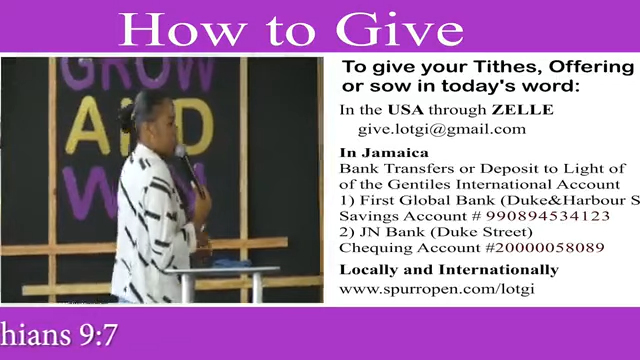 How to Give
GROW
AND
To give your Tithes, Offering
or sow in today's word:
In the USA through ZELLE
give.lotgi@gmail.com
In Jamaica
Bank Transfers or Deposit to Light of
of the Gentiles International Account
1) First Global Bank (Duke&Harbour S
Savings Account # 990894534123
2) JN Bank (Duke Street)
Chequing Account #20000058089
Locally and Internationally
www.spurropen.com/lotgi
hians 9:7